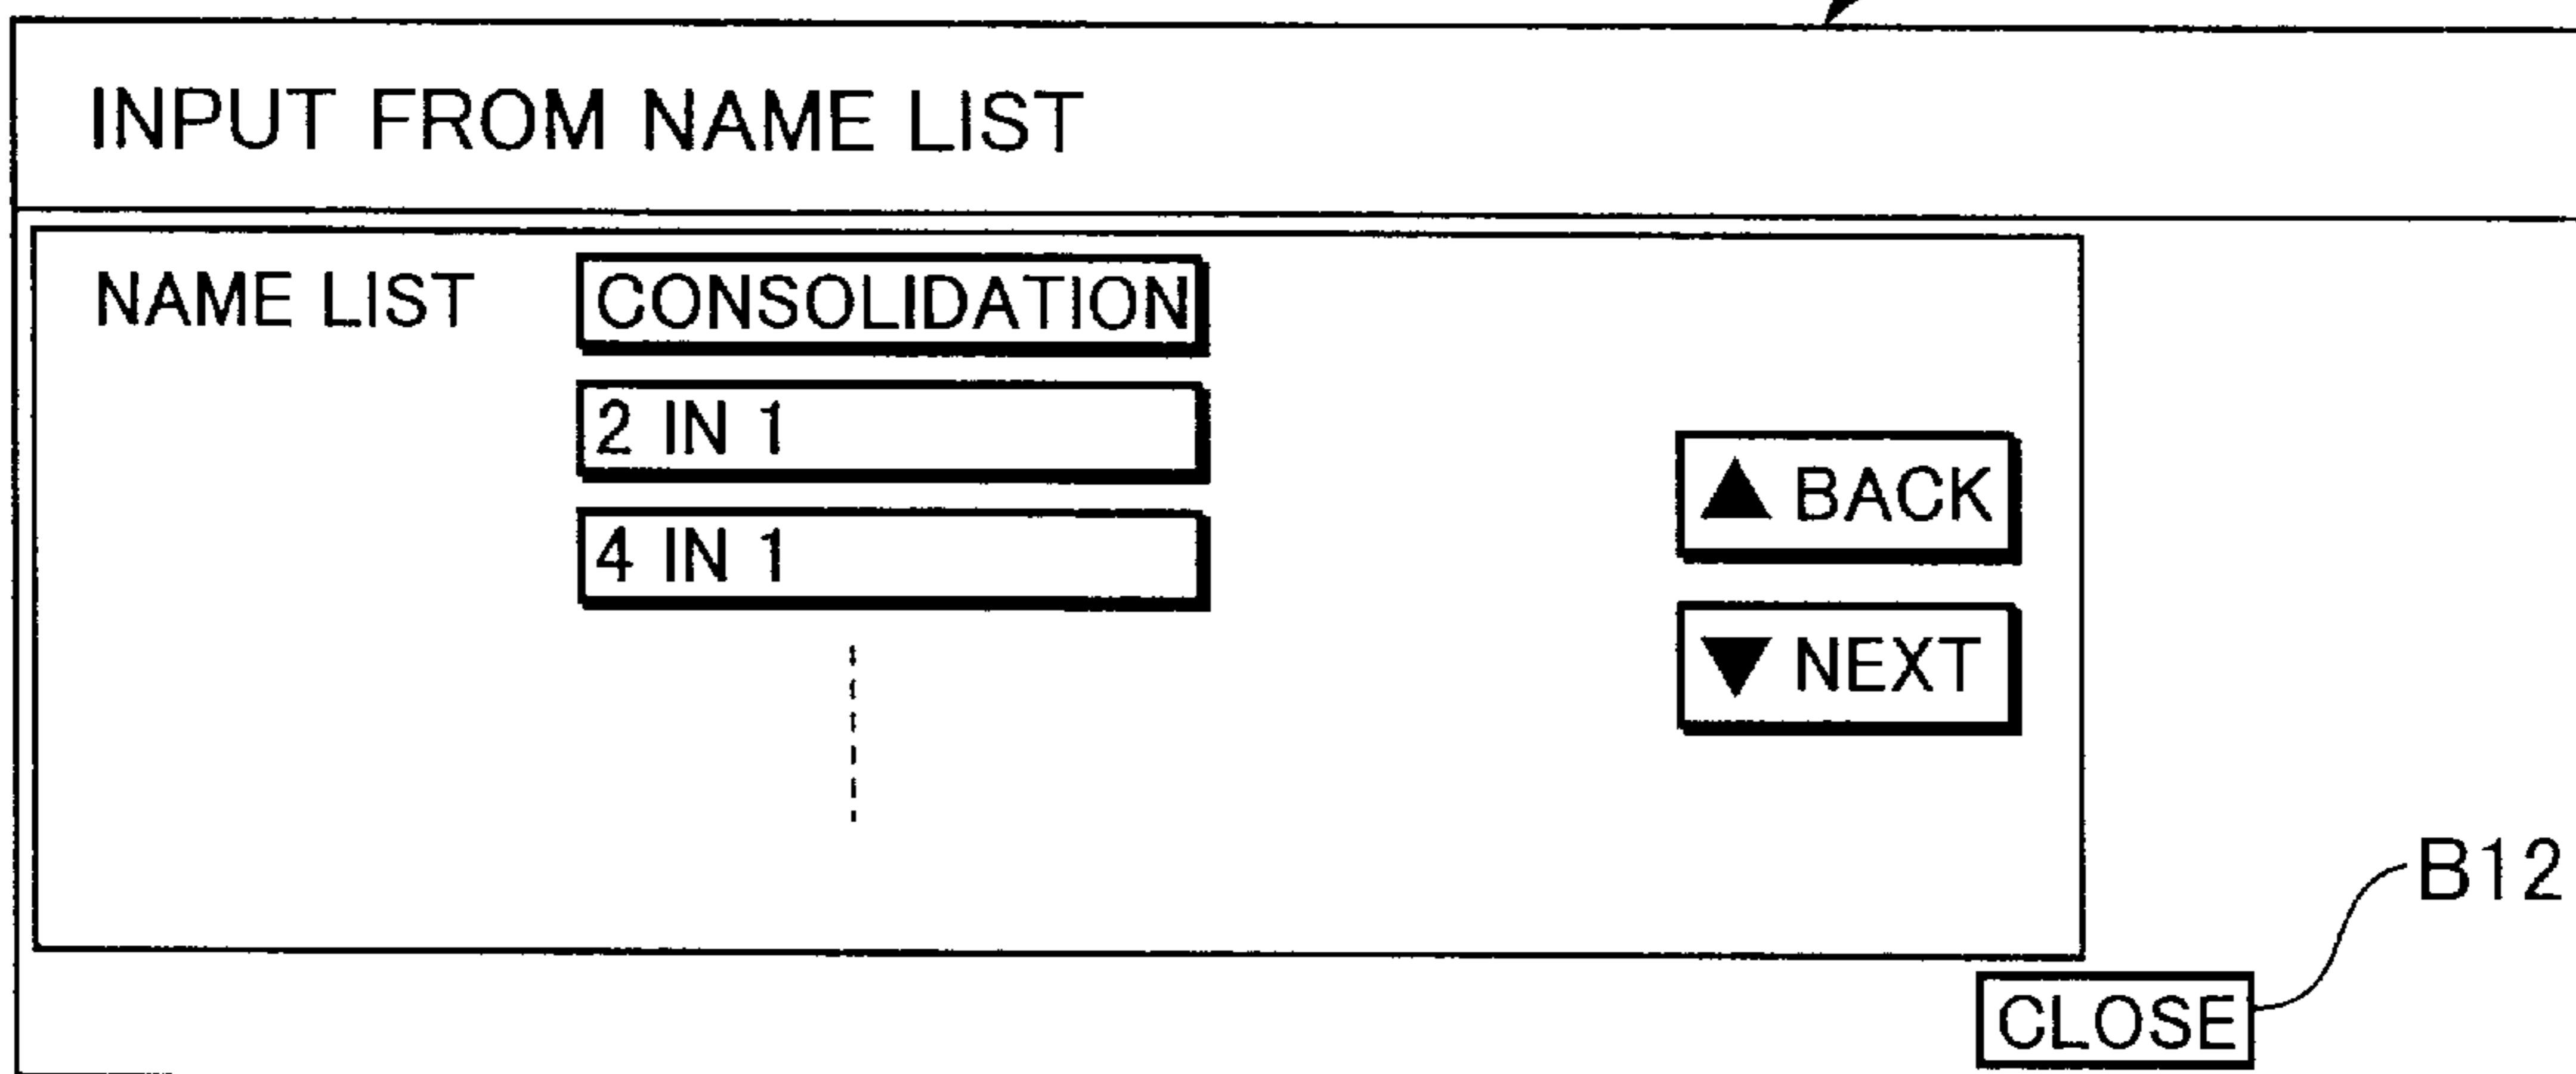 INPUT FROM NAME LIST
NAME LIST
CONSOLIDATION
2 IN 1
4 IN 1
▲ BACK
▼ NEXT
B12
CLOSE